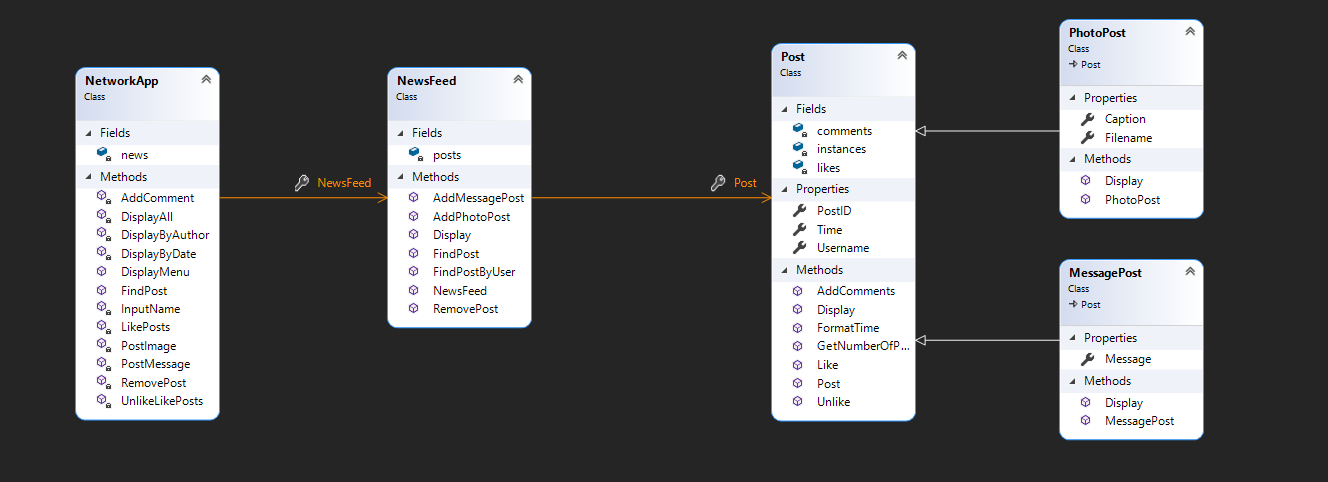 NetworkApp
Class
Fields
news
Methods
AddComment
DisplayAll
DisplayByAuthor
DisplayByDate
DisplayMenu
FindPost
InputName
LikePosts
PostImage
PostMessage
RemovePost
UnlikeLikePosts
NewsFeed
NewsFeed
Class
Fields
posts
Methods
AddMessagePost
AddPhotoPost
Display
FindPost
FindPostByUser
NewsFeed
RemovePost
Post
Post
Class
Fields
comments
instances
likes
Properties
PostID
Time
Username
Methods
AddComments
Display
FormatTime
GetNumberOfP...
Like
Post
Unlike
PhotoPost
Class
Post
Properties
Caption
Filename
Methods
Display
PhotoPost
MessagePost
Class
Post
Properties
Message
Methods
Display
MessagePost